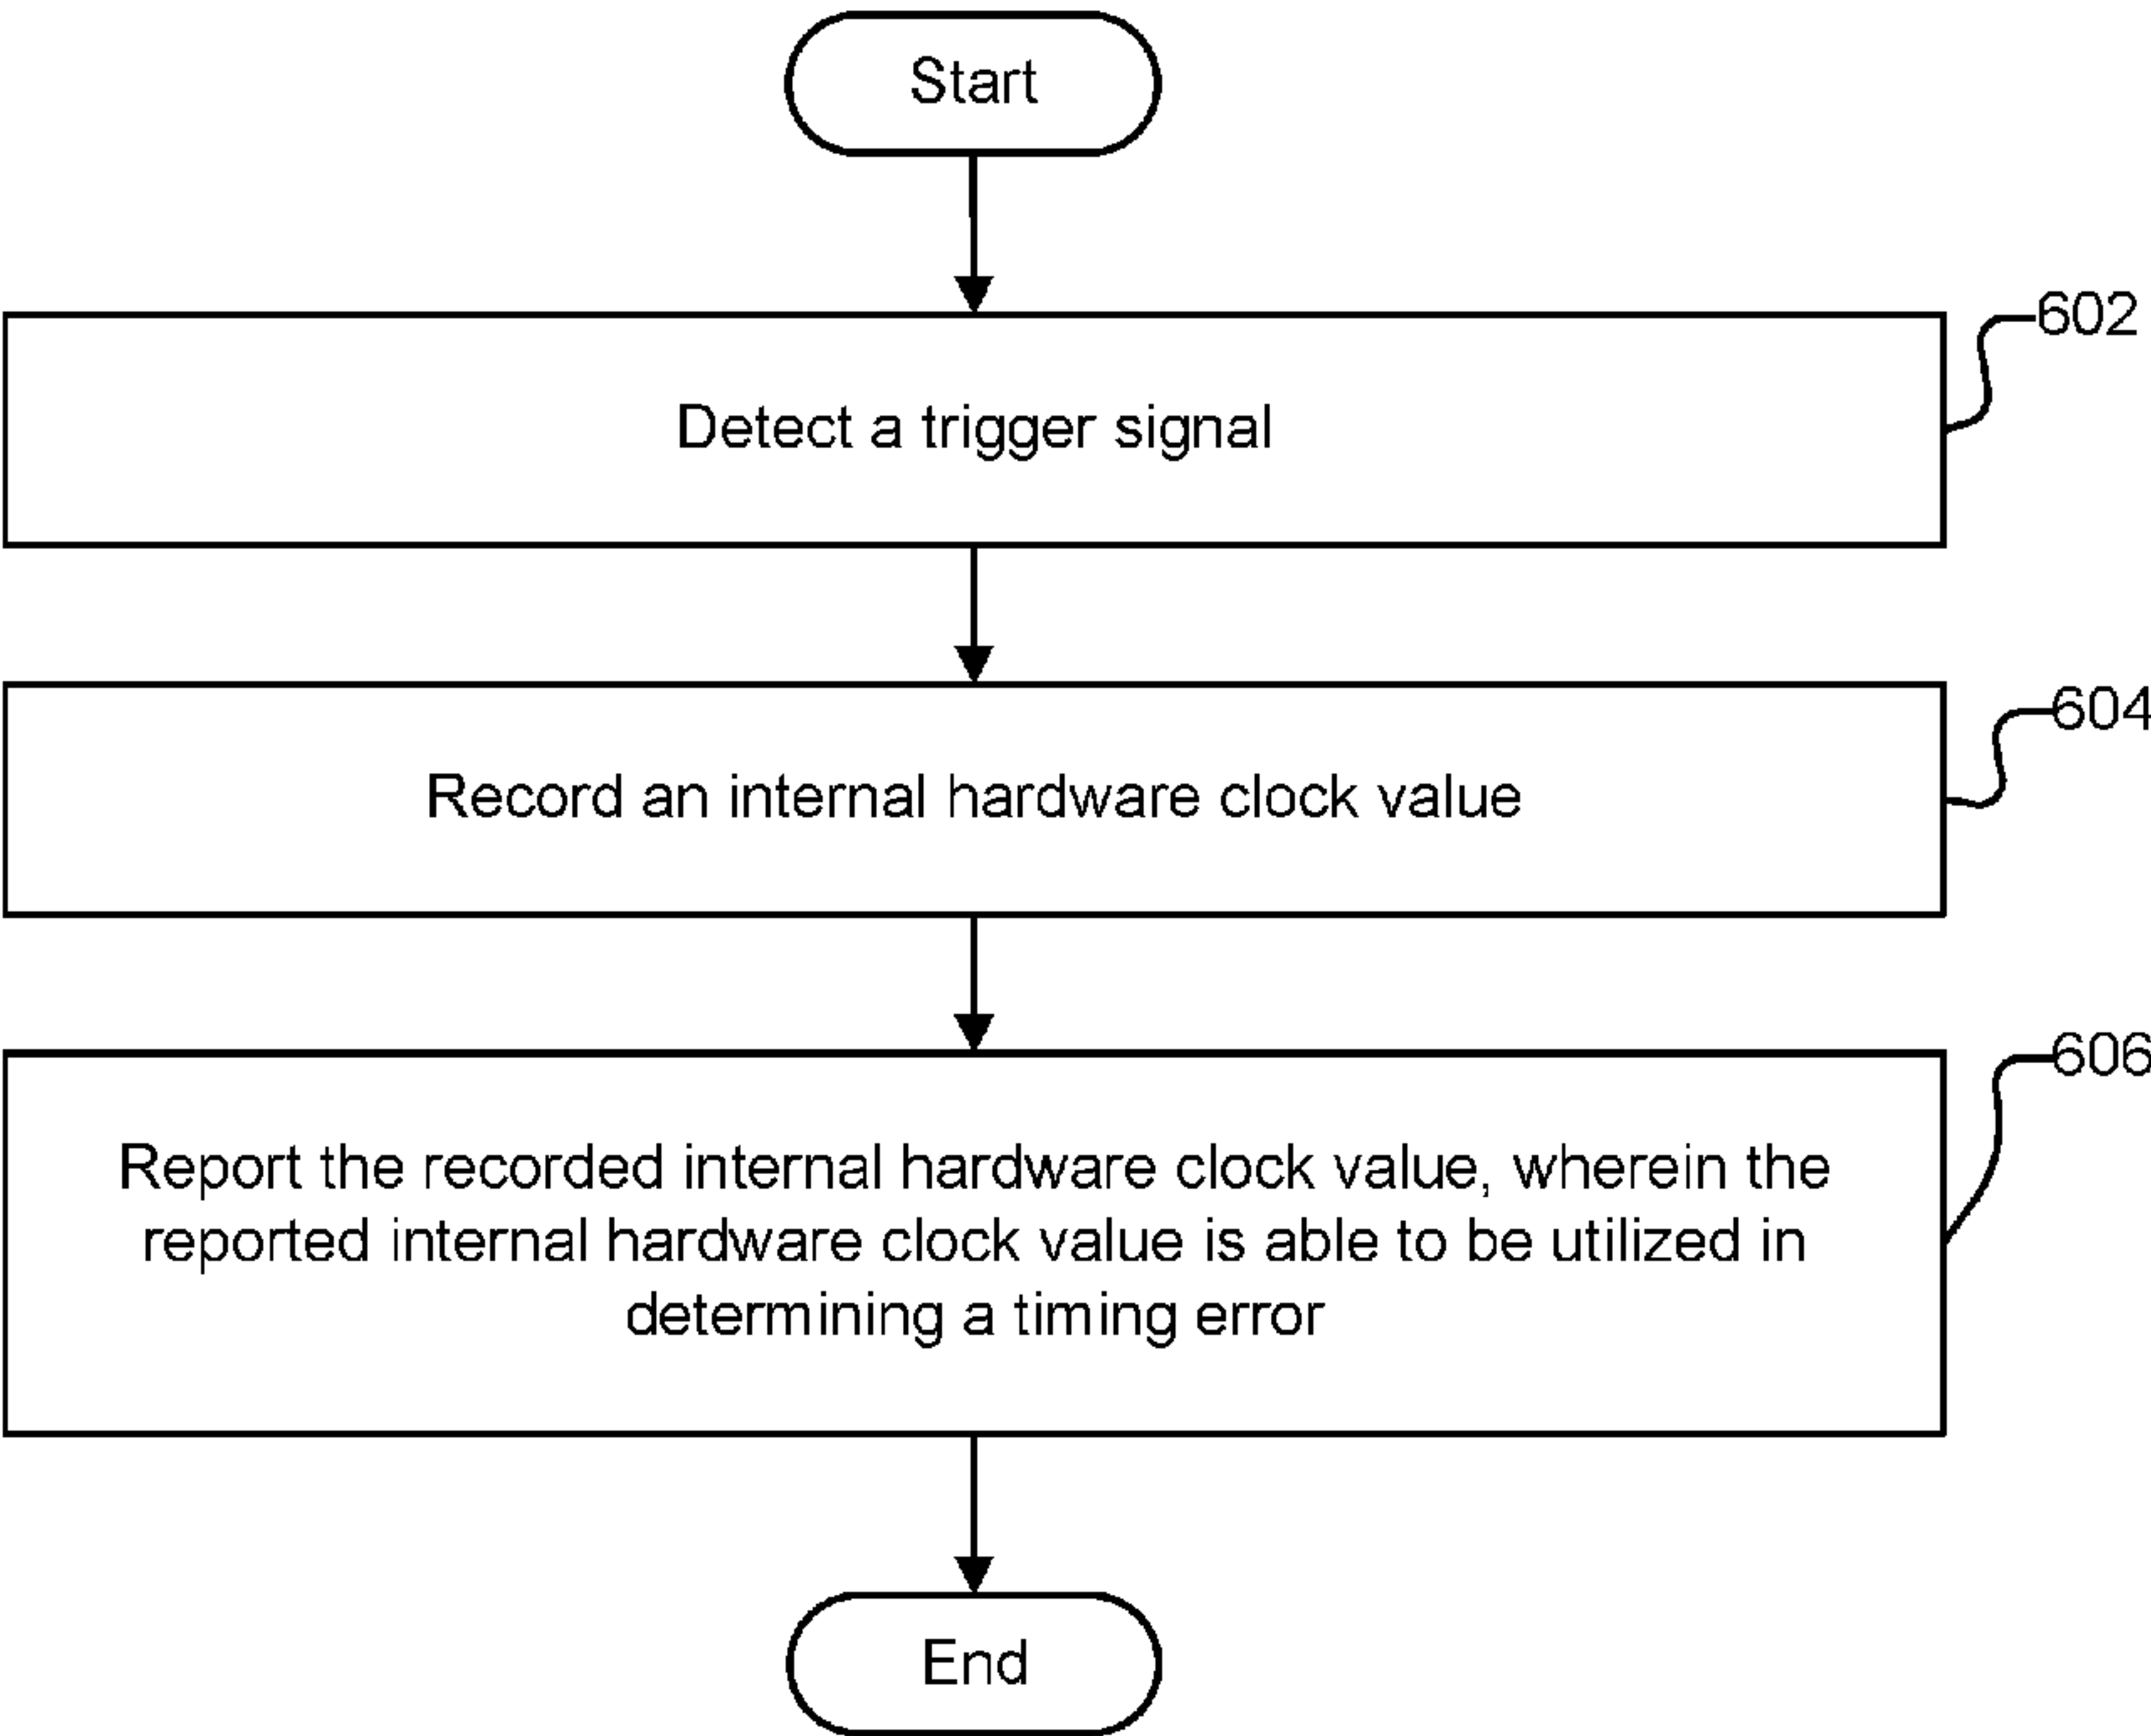 Start
602
Detect a trigger signal
604
Record an internal hardware clock value
606
Report the recorded internal hardware clock value, wherein the
reported internal hardware clock value is able to be utilized in
determining a timing error
End